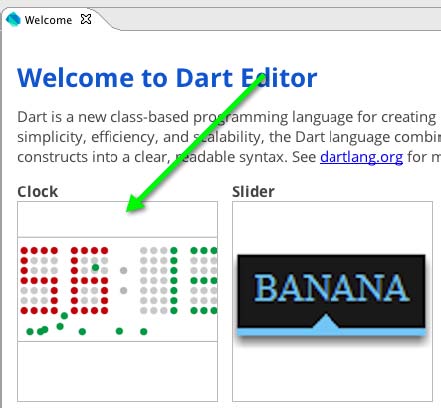 Welcome
Welcome to Dart Editor
Dart is a new class-based programming language for creating
simplicity, efficiency, and scalability, the Dart language combin
constructs into a clear, readable syntax. See dartlang.org for m
Clock
Slider
BANANA